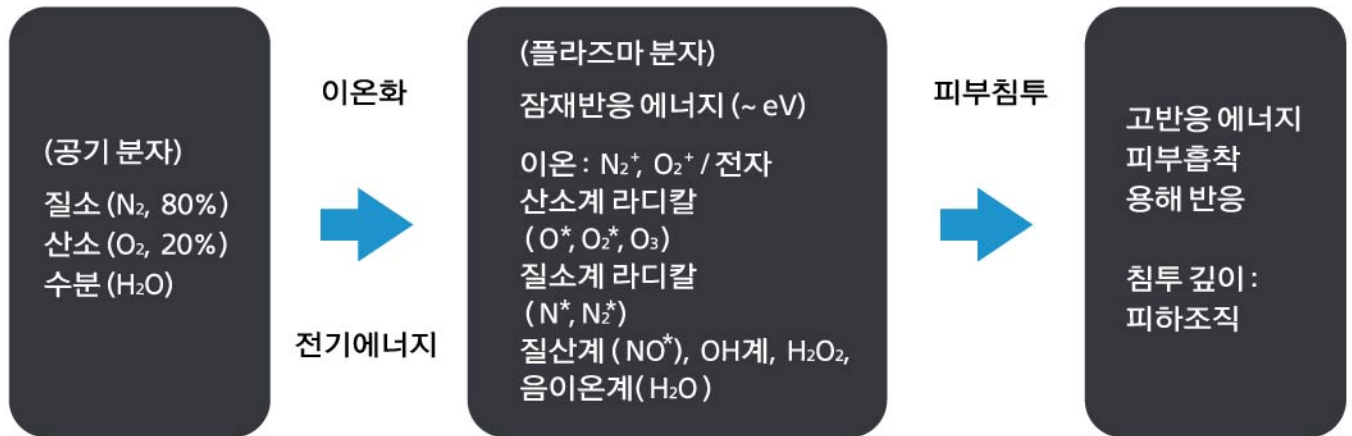 (공기 분자)
질소 (N₂, 80%)
산소 (O₂, 20%)
수분 (H₂O)
이온화
전기에너지
(플라즈마 분자)
잠재반응 에너지 (~ eV)
이온 : N₂⁺, O₂⁺ / 전자
산소계 라디칼
( O*, O₂*, O₃)
질소계 라디칼
( N*, N₂*)
질산계 ( NO*), OH계, H₂O₂,
음이온계( H₂O )
피부침투
고반응 에너지
피부흡착
용해 반응
침투 깊이 :
피하조직